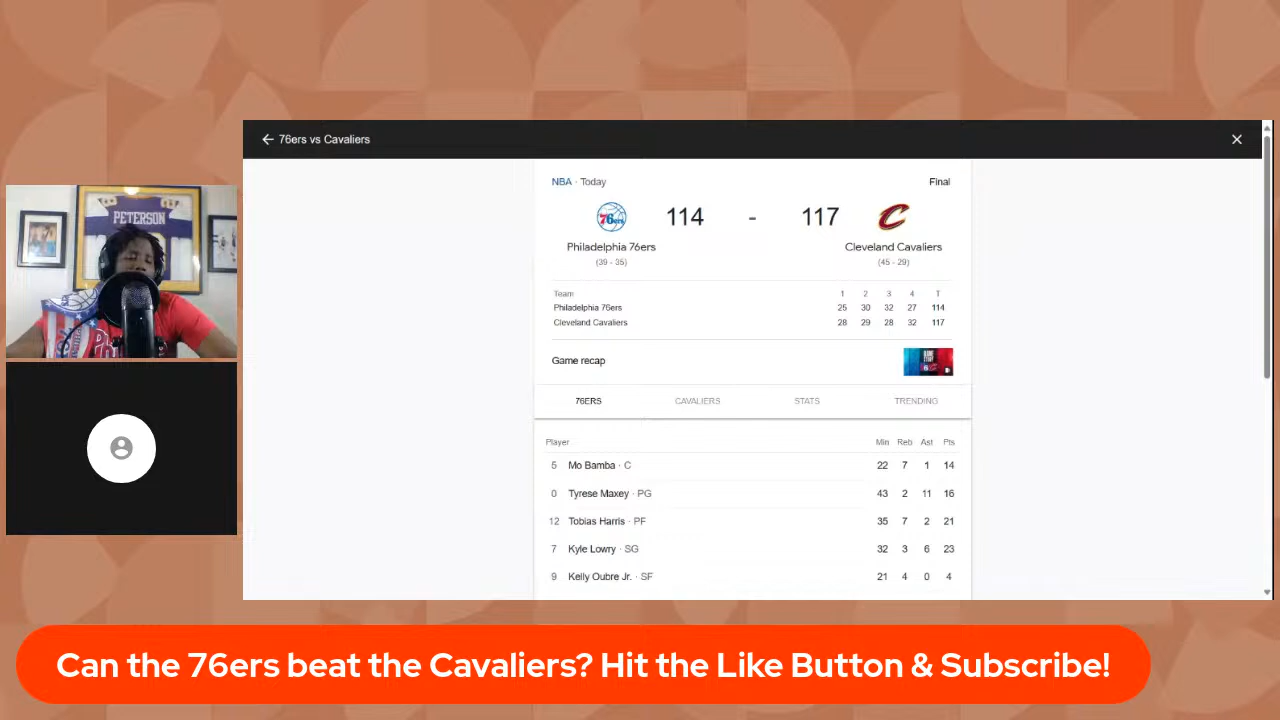 76ers vs Cavaliers
NBA · Today
Final
76ers
114 - 117
C
Philadelphia 76ers
Cleveland Cavaliers
(39 - 35)
(45 - 29)
Team 1 2 3 4 T
Philadelphia 76ers 25 30 32 27 114
Cleveland Cavaliers 28 29 28 32 117
Game recap
76ERS CAVALIERS STATS TRENDING
Player Min Reb Ast Pts
5 Mo Bamba · C 22 7 1 14
0 Tyrese Maxey · PG 43 2 11 16
12 Tobias Harris · PF 35 7 2 21
7 Kyle Lowry · SG 32 3 6 23
9 Kelly Oubre Jr. · SF 21 4 0 4
PETERSON
Can the 76ers beat the Cavaliers? Hit the Like Button & Subscribe!